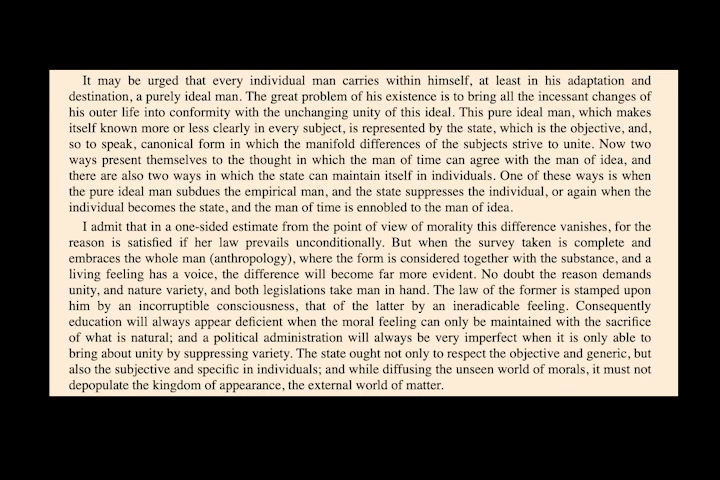 It may be urged that every individual man carries within himself, at least in his adaptation and
destination, a purely ideal man. The great problem of his existence is to bring all the incessant changes of
his outer life into conformity with the unchanging unity of this ideal. This pure ideal man, which makes
itself known more or less clearly in every subject, is represented by the state, which is the objective, and,
so to speak, canonical form in which the manifold differences of the subjects strive to unite. Now two
ways present themselves to the thought in which the man of time can agree with the man of idea, and
there are also two ways in which the state can maintain itself in individuals. One of these ways is when
the pure ideal man subdues the empirical man, and the state suppresses the individual, or again when the
individual becomes the state, and the man of time is ennobled to the man of idea.
I admit that in a one-sided estimate from the point of view of morality this difference vanishes, for the
reason is satisfied if her law prevails unconditionally. But when the survey taken is complete and
embraces the whole man (anthropology), where the form is considered together with the substance, and a
living feeling has a voice, the difference will become far more evident. No doubt the reason demands
unity, and nature variety, and both legislations take man in hand. The law of the former is stamped upon
him by an incorruptible consciousness, that of the latter by an ineradicable feeling. Consequently
education will always appear deficient when the moral feeling can only be maintained with the sacrifice
of what is natural; and a political administration will always be very imperfect when it is only able to
bring about unity by suppressing variety. The state ought not only to respect the objective and generic, but
also the subjective and specific in individuals; and while diffusing the unseen world of morals, it must not
depopulate the kingdom of appearance, the external world of matter.